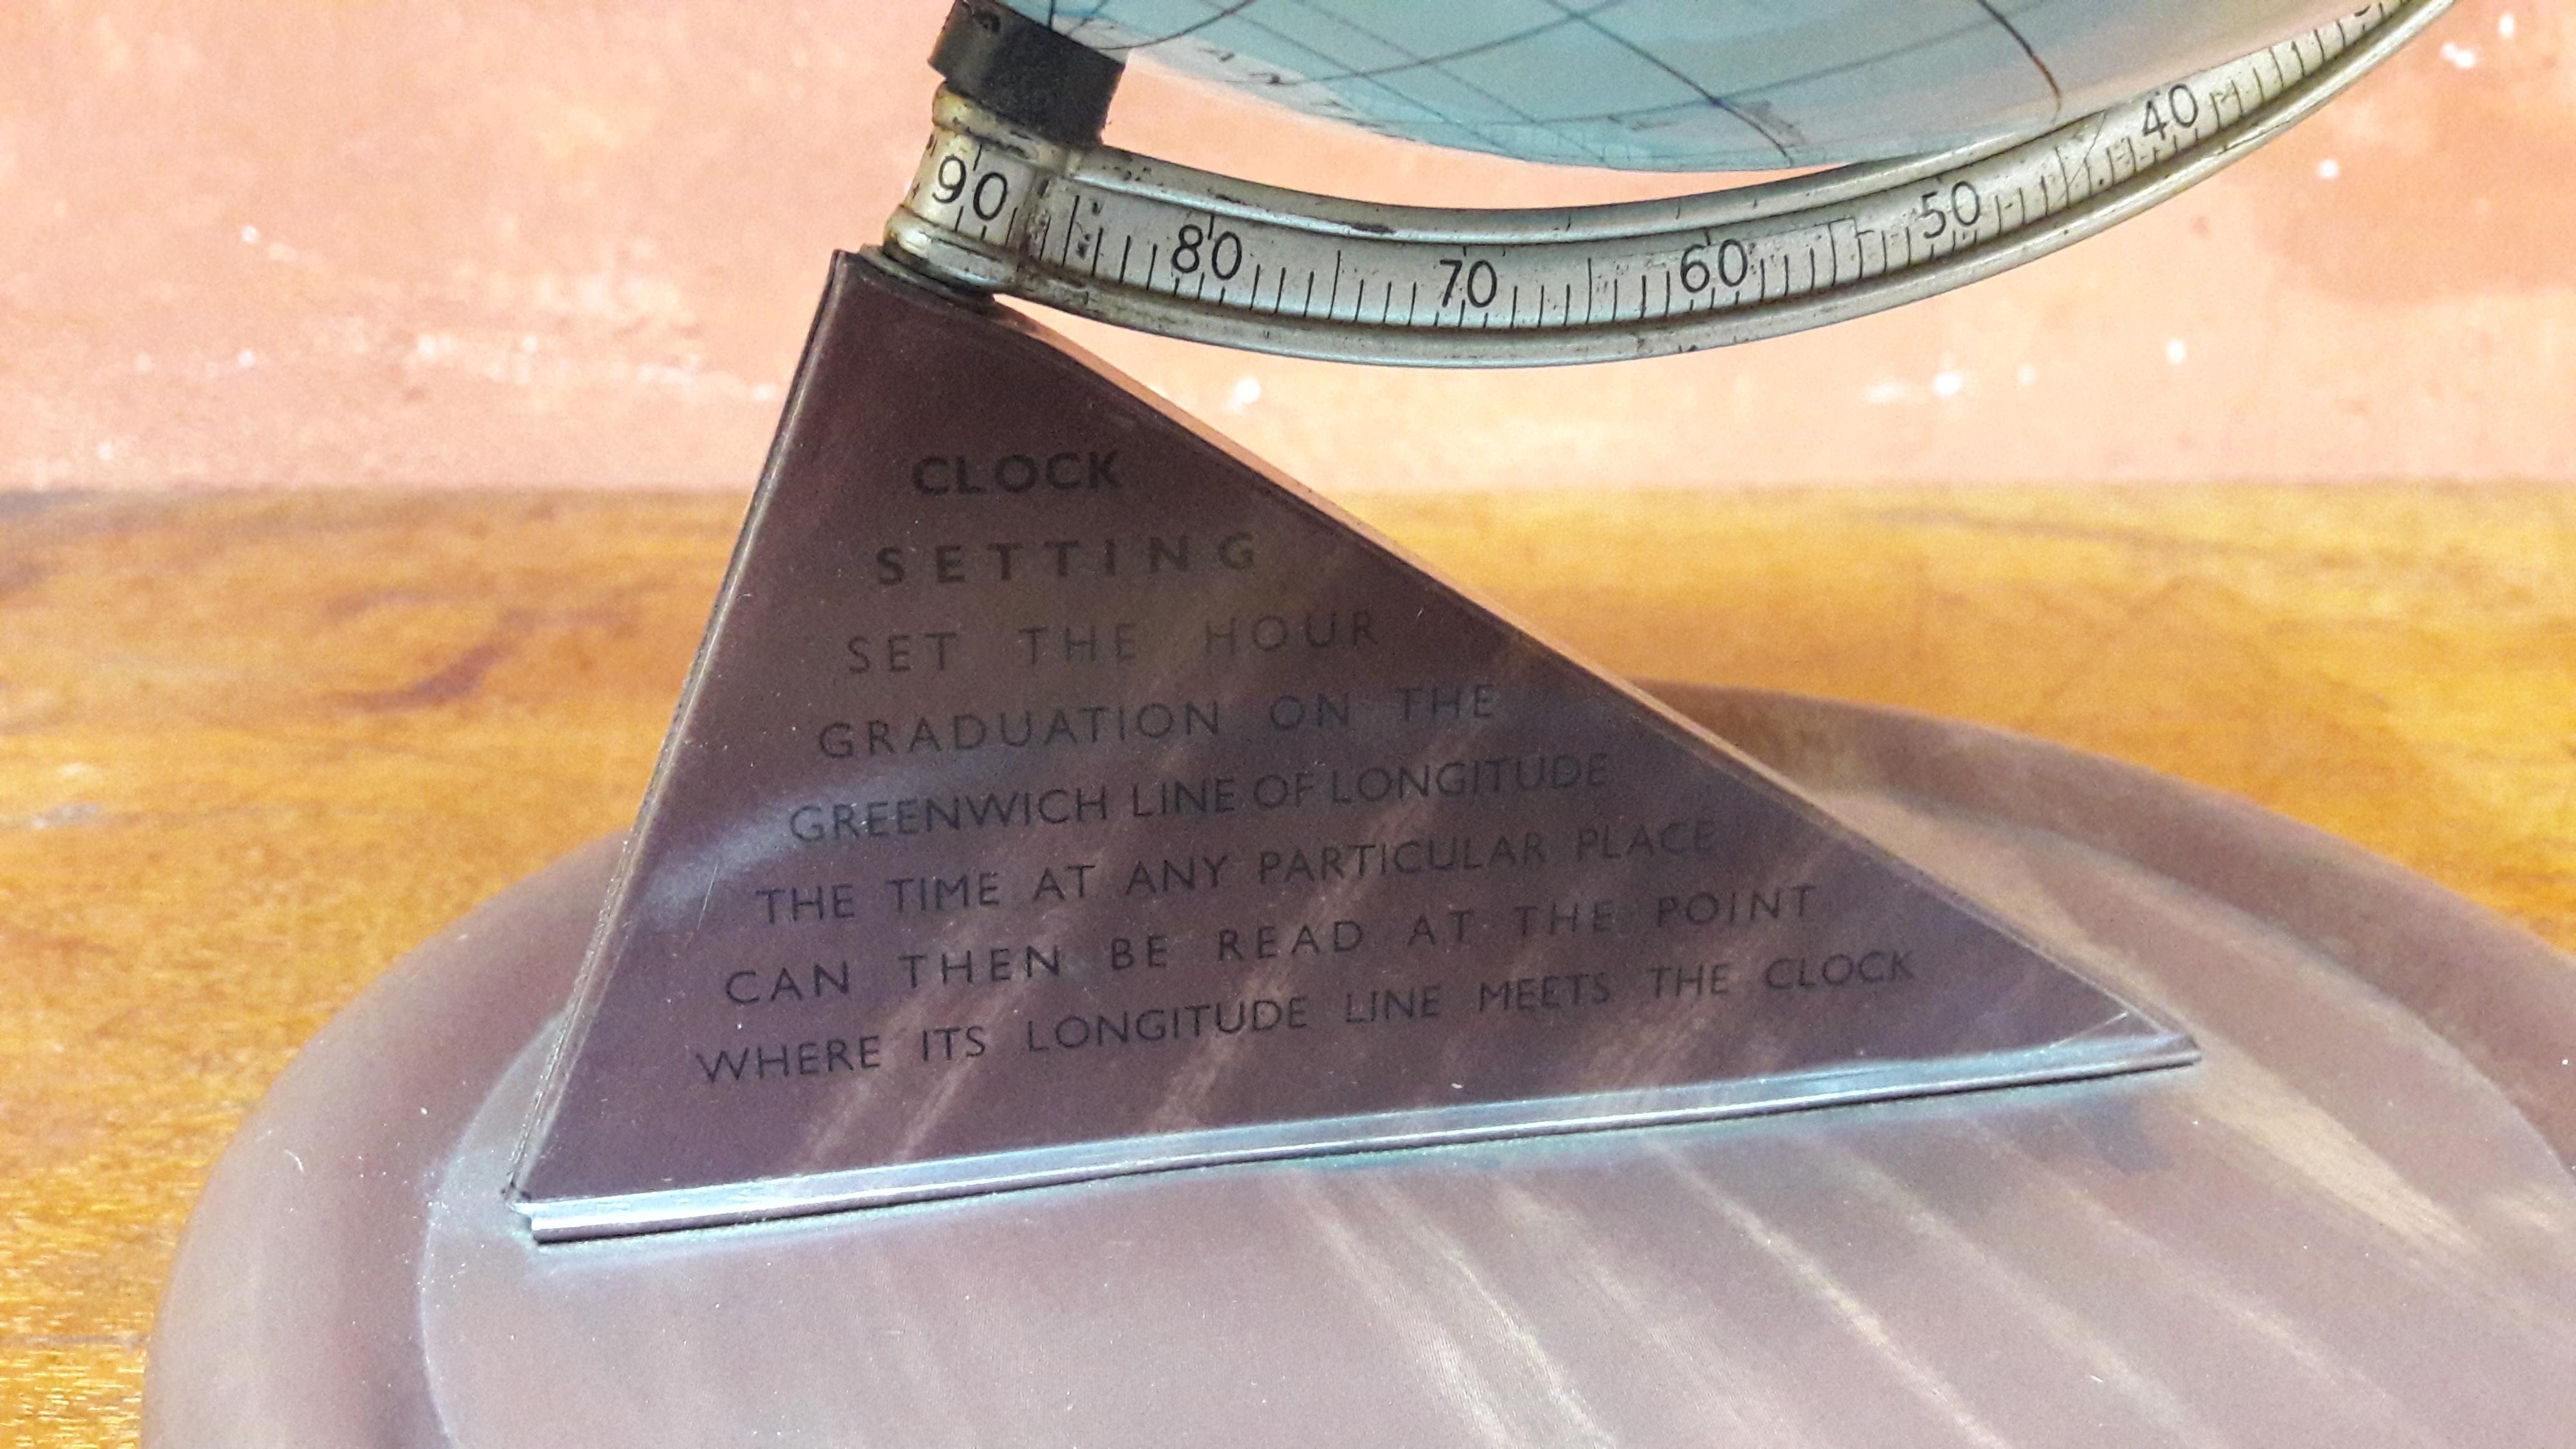 90 80 70 60 50 40
CLOCK
SETTING
SET THE HOUR
GRADUATION ON THE
GREENWICH LINE OF LONGITUDE
THE TIME AT ANY PARTICULAR PLACE
CAN THEN BE READ AT THE POINT
WHERE ITS LONGITUDE LINE MEETS THE CLOCK